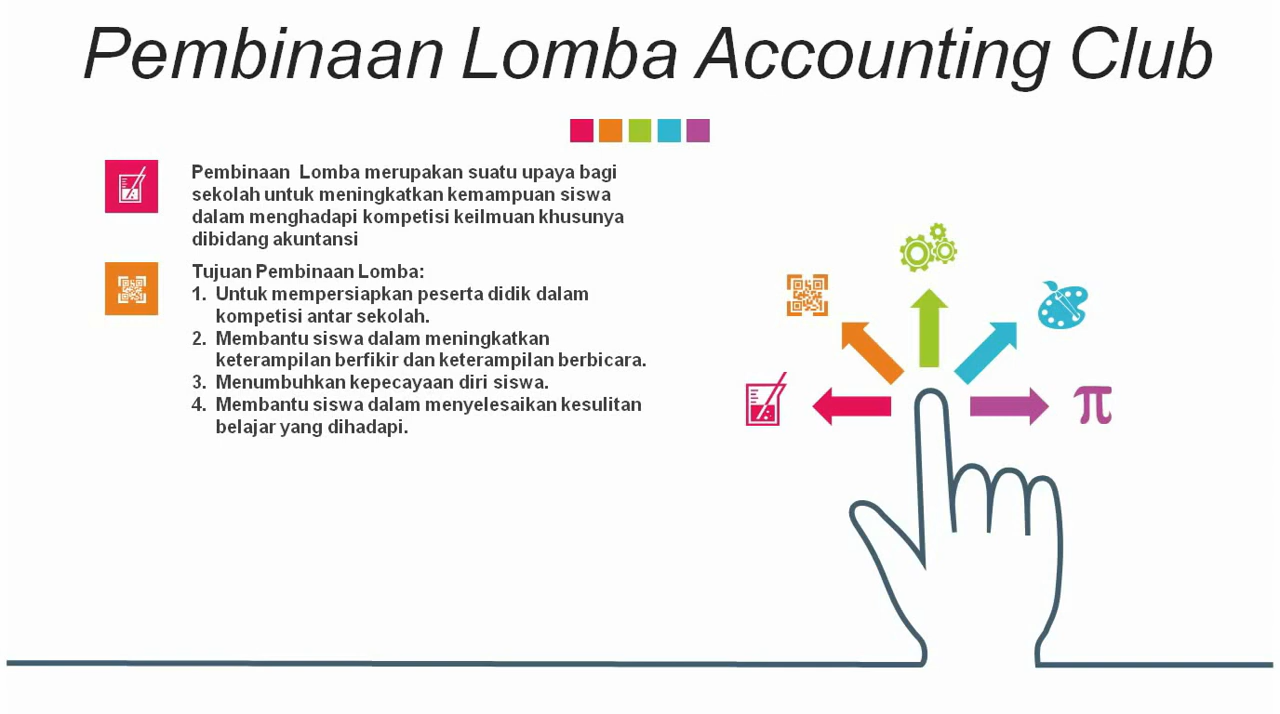 Pembinaan Lomba Accounting Club
Pembinaan  Lomba merupakan suatu upaya bagi
sekolah untuk meningkatkan kemampuan siswa
dalam menghadapi kompetisi keilmuan khusunya
dibidang akuntansi
Tujuan Pembinaan Lomba:
1. Untuk mempersiapkan peserta didik dalam
kompetisi antar sekolah.
2. Membantu siswa dalam meningkatkan
keterampilan berfikir dan keterampilan berbicara.
3. Menumbuhkan kepecayaan diri siswa.
4. Membantu siswa dalam menyelesaikan kesulitan
belajar yang dihadapi.
π